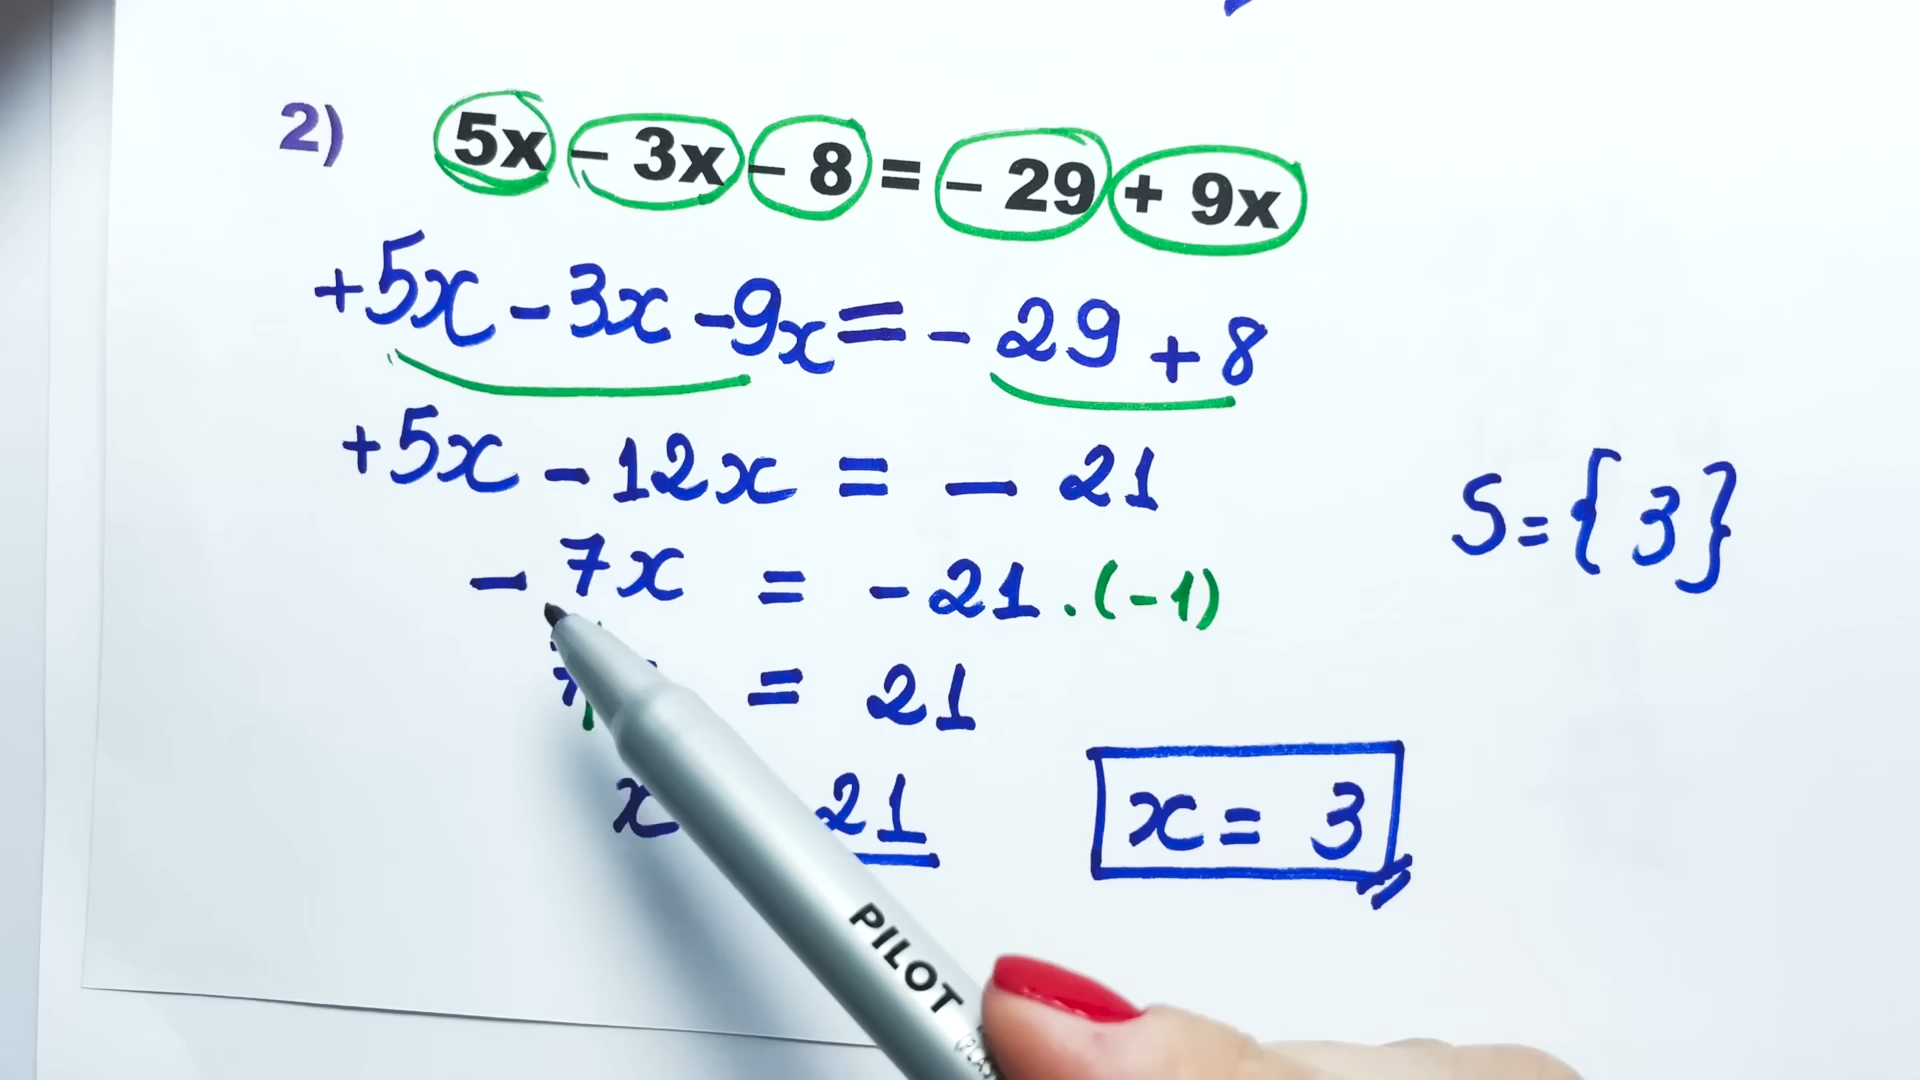 2) 5x – 3x – 8 = – 29 + 9x
+5x – 3x – 9x = – 29 + 8
+5x – 12x = – 21
– 7x = – 21 . (–1)
= 21
x 21
x = 3
S = {3}
PILOT